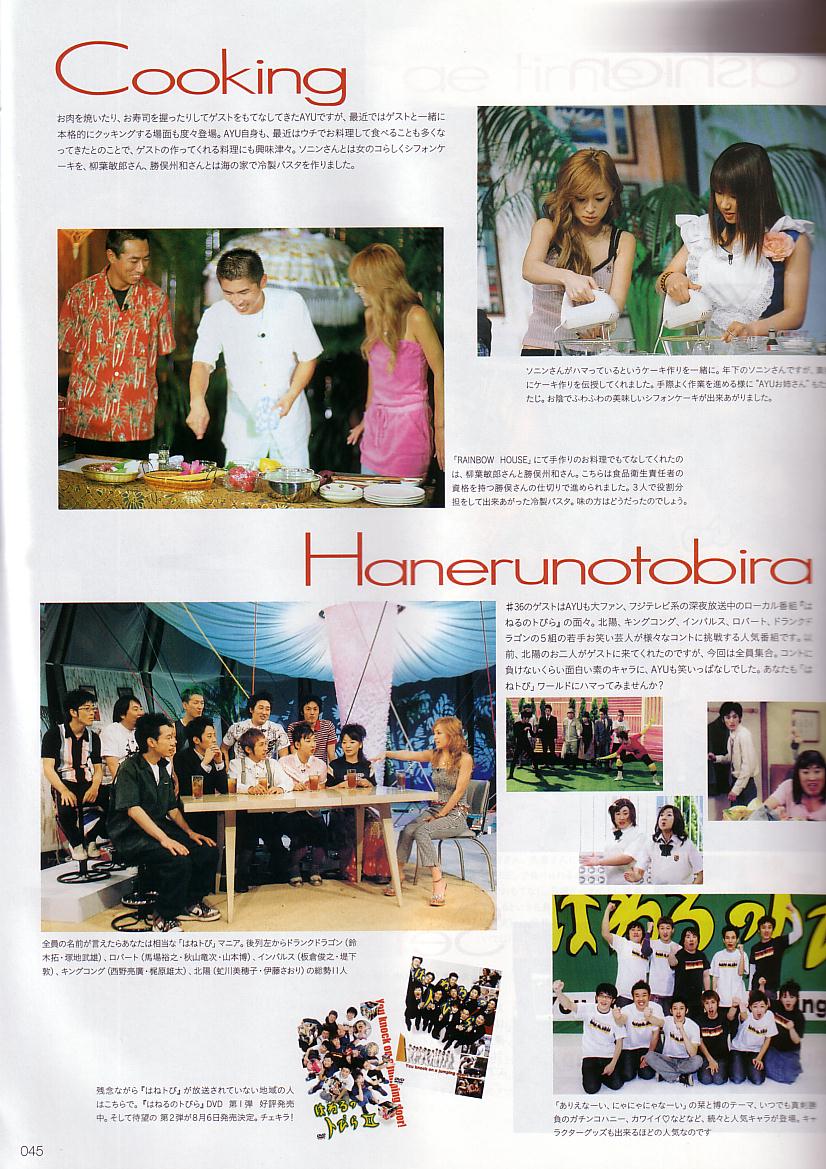 Cooking
お肉を焼いたり、お寿司を握ったりしてゲストをもてなしてきたAYUですが、最近ではゲストと一緒に
本格的にクッキングする場面も度々登場。AYU自身も、最近はウチでお料理して食べることも多くな
ってきたとのことで、ゲストの作ってくれる料理にも興味津々。ソニンさんとは女のコらしくシフォンケ
ーキを、柳葉敏郎さん、勝俣州和さんとは海の家で冷製パスタを作りました。
ソニンさんがハマっているというケーキ作りを一緒に。年下のソニンさんですが、
にケーキ作りを伝授してくれました。手際よく作業を進める様に“AYUお姉さん”もた
たじ。お陰でふわふわの美味しいシフォンケーキが出来あがりました。
「RAINBOW HOUSE」にて手作りのお料理でもてなしてくれたの
は、柳葉敏郎さんと勝俣州和さん。こちらは食品衛生責任者の
資格を持つ勝俣さんの仕切りで進められました。3人で役割分
担をして出来あがった冷製パスタ。味の方はどうだったのでしょう。
Hanerunotobira
♯36のゲストはAYUも大ファン、フジテレビ系の深夜放送中のローカル番組『は
ねるのトびら』の面々。北陽、キングコング、インパルス、ロバート、ドランクド
ラゴンの5組の若手お笑い芸人が様々なコントに挑戦する人気番組です。以
前、北陽のお二人がゲストに来てくれたのですが、今回は全員集合。コントに
負けないくらい面白い素のキャラに、AYUも笑いっぱなしでした。あなたも「は
ねトび」ワールドにハマってみませんか?
全員の名前が言えたらあなたは相当な「はねトび」マニア。後列左からドランクドラゴン(鈴
木拓・塚地武雄)、ロバート(馬場裕之・秋山竜次・山本博)、インパルス(板倉俊之・堤下
敦)、キングコング(西野亮廣・梶原雄太)、北陽(虻川美穂子・伊藤さおり)の総勢11人
はねるのトび
ng
残念ながら『はねトび』が放送されていない地域の人
はこちらで。『はねるのトびら』DVD 第1弾 好評発売
中。そして待望の 第2弾が8月6日発売決定。チェキラ!
You knock on a jumping door!
はねるの
トびら II
DVD
You knock on a jumping
「ありえなーい、にゃにゃにゃなーい」の栞と博のテーマ、いつでも真剣勝
負のガチンコハニー、カワイイ♡などなど、続々と人気キャラが登場。キャ
ラクターグッズも出来るほどの人気なのです
045